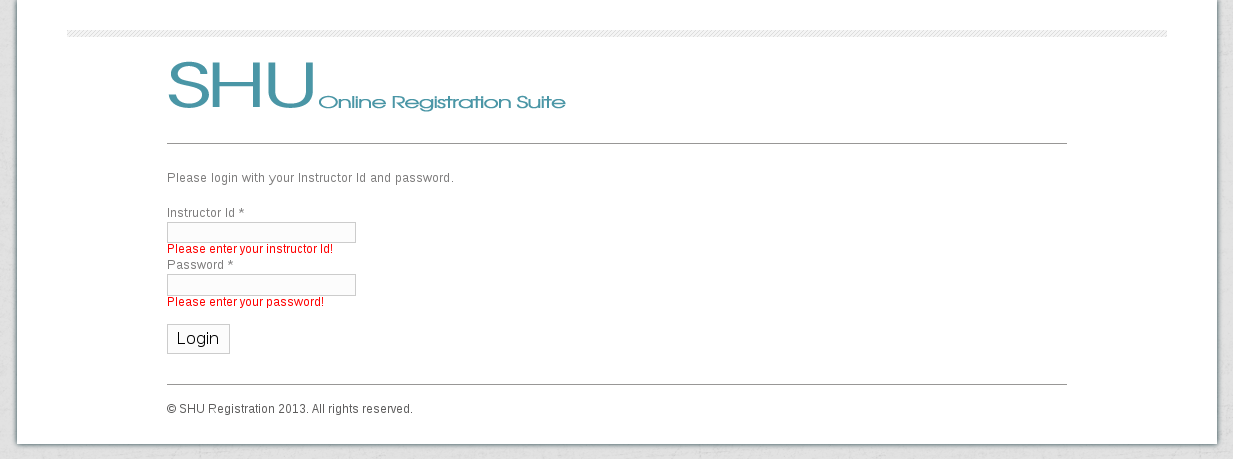 SHU Online Registration Suite
Please login with your Instructor Id and password.
Instructor Id *
Please enter your instructor Id!
Password *
Please enter your password!
Login
© SHU Registration 2013. All rights reserved.